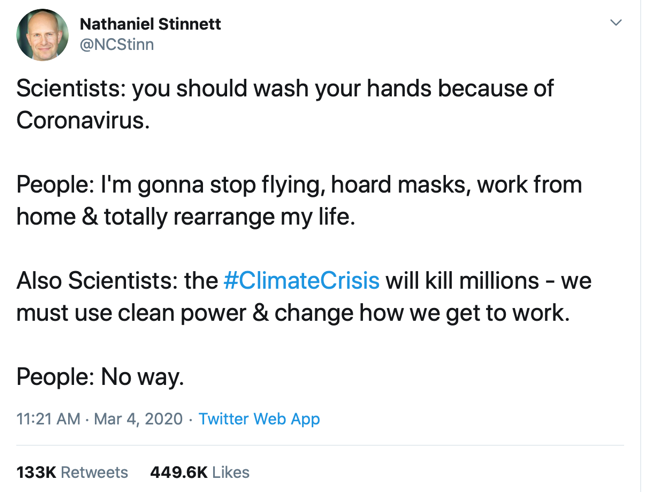 Nathaniel Stinnett
@NCStinn
Scientists: you should wash your hands because of
Coronavirus.
People: I'm gonna stop flying, hoard masks, work from
home & totally rearrange my life.
Also Scientists: the #ClimateCrisis will kill millions - we
must use clean power & change how we get to work.
People: No way.
11:21 AM · Mar 4, 2020 · Twitter Web App
133K Retweets 449.6K Likes